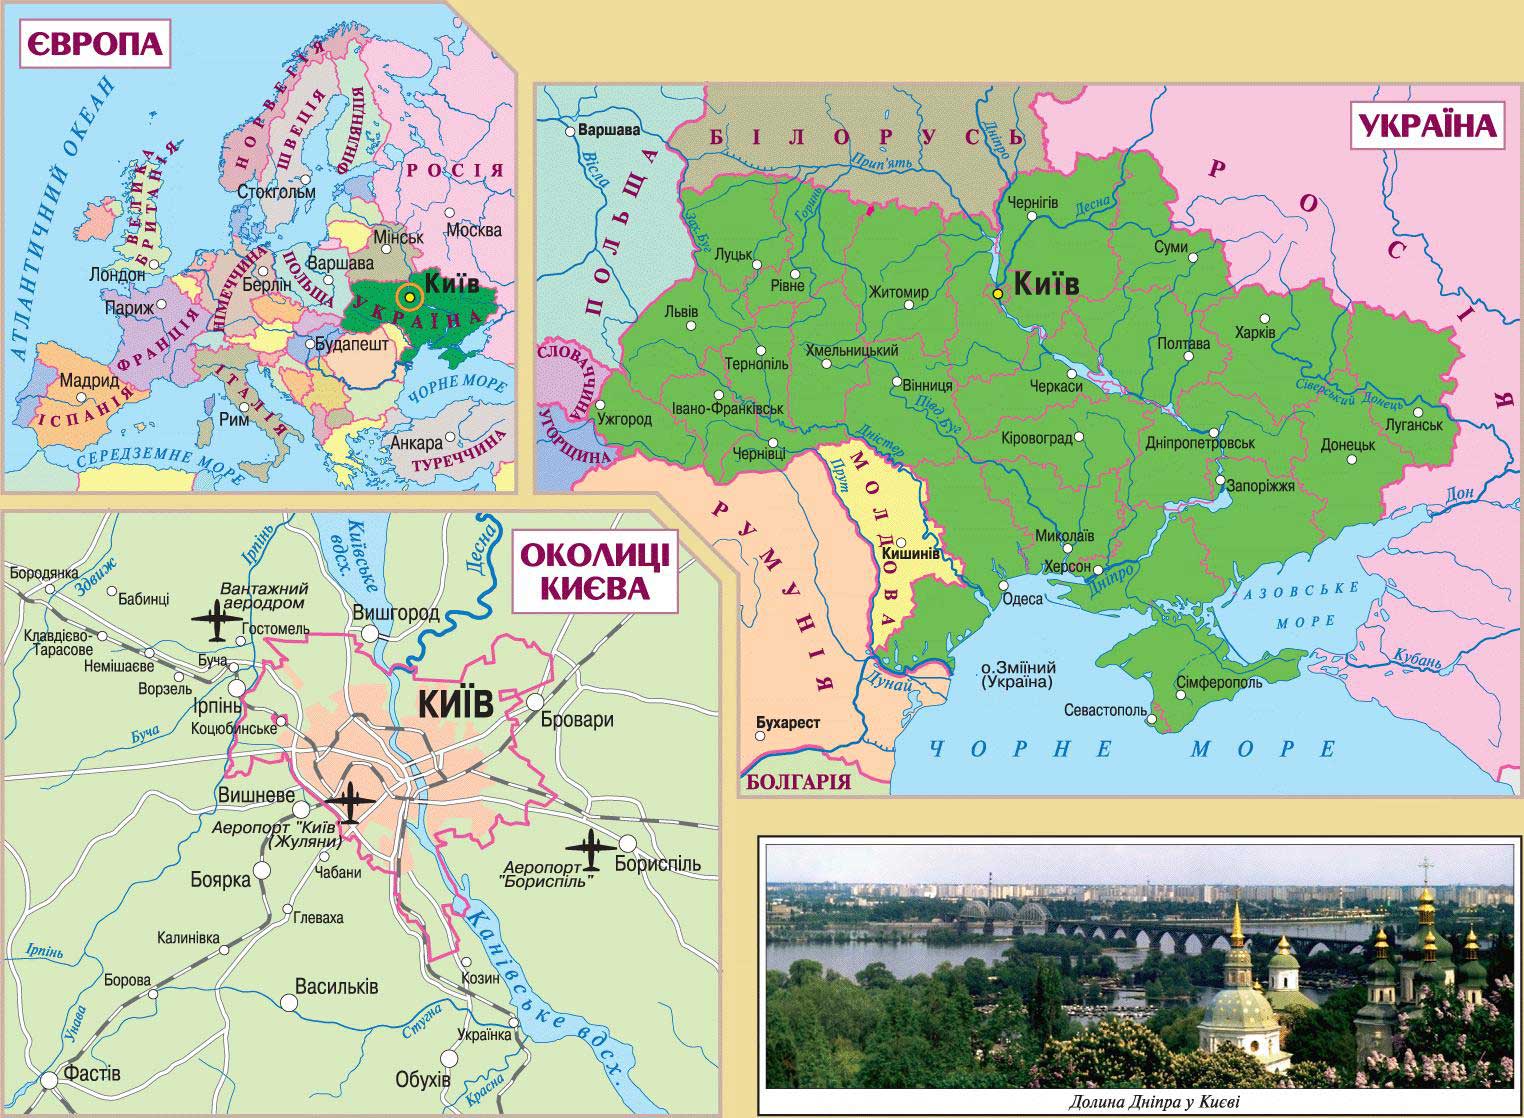 ЄВРОПА
АТЛАНТИЧНИЙ ОКЕАН
НОРВЕГІЯ
ШВЕЦІЯ
ФІНЛЯНДІЯ
РОСІЯ
ВЕЛИКА
БРИТАНІЯ
Стокгольм
Москва
Мінськ
Лондон
Варшава
Берлін
ПОЛЬЩА
НІМЕЧЧИНА
Київ
УКРАЇНА
Париж
ФРАНЦІЯ
Будапешт
Мадрид
ІСПАНІЯ
ІТАЛІЯ
Рим
ЧОРНЕ МОРЕ
Анкара
ТУРЕЧЧИНА
СЕРЕДЗЕМНЕ МОРЕ
УКРАЇНА
Варшава
Вісла
ПОЛЬЩА
БІЛОРУСЬ
Прип'ять
Дніпро
РОСІЯ
Чернігів
Десна
Зах.Буг
Горинь
Луцьк
Рівне
Житомир
Київ
Суми
Львів
Тернопіль
Хмельницький
Вінниця
Черкаси
Полтава
Харків
СЛОВАЧЧИНА
УГОРЩИНА
Ужгород
Івано-Франківськ
Чернівці
Дністер
Півд.Буг
Кіровоград
Дніпропетровськ
Сіверський Донець
Луганськ
Донецьк
Запоріжжя
Дон
Прут
МОЛДОВА
Кишинів
РУМУНІЯ
Миколаїв
Херсон
Дніпро
Одеса
АЗОВСЬКЕ
МОРЕ
Кубань
о.Зміїний
(Україна)
Дунай
Сімферополь
Севастополь
Бухарест
ЧОРНЕ МОРЕ
БОЛГАРІЯ
ОКОЛИЦІ
КИЄВА
Ірпінь
Київське
вдсх.
Десна
Бородянка
Здвиж
Бабинці
Вантажний
аеродром
Гостомель
Вишгород
Клавдієво-
Тарасове
Немішаєве
Буча
Ворзель
Ірпінь
Коцюбинське
КИЇВ
Бровари
Буча
Вишневе
Аеропорт "Київ"
(Жуляни)
Аеропорт
"Бориспіль"
Бориспіль
Боярка
Чабани
Глеваха
Калинівка
Ірпінь
Борова
Васильків
Козин
Канівське вдсх.
Унава
Стугна
Українка
Фастів
Обухів
Красна
Долина Дніпра у Києві